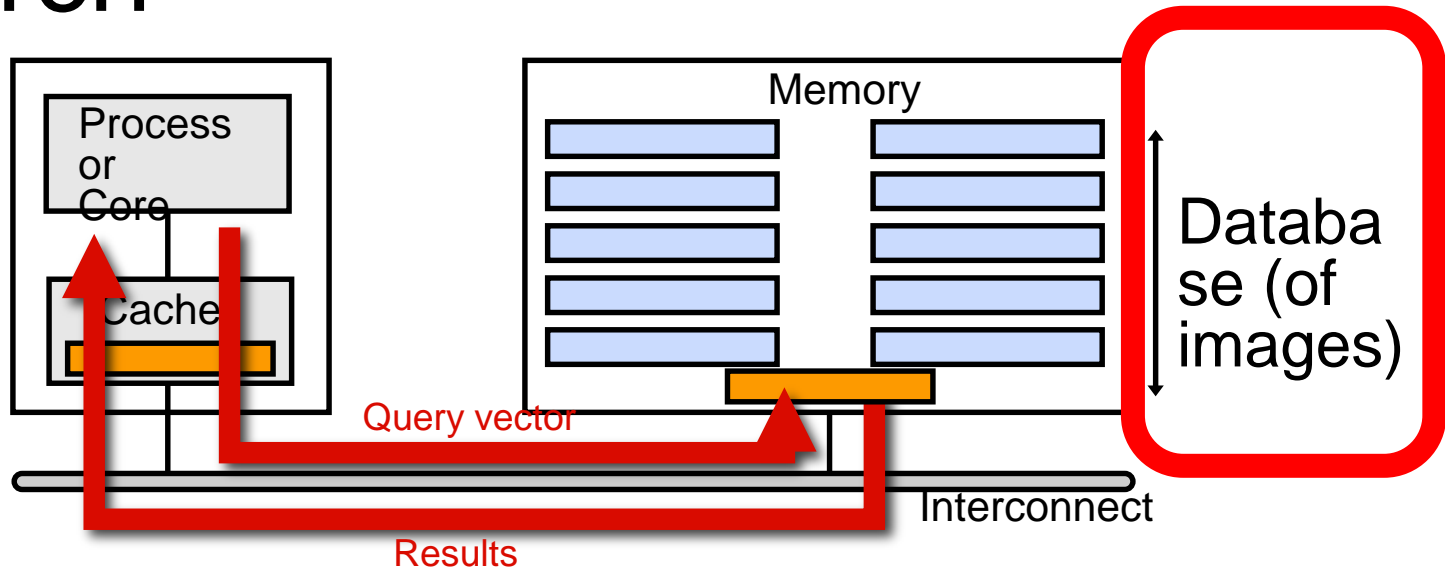 Process
or
Core
Cache
Memory
Databa
se (of
images)
Query vector
Interconnect
Results